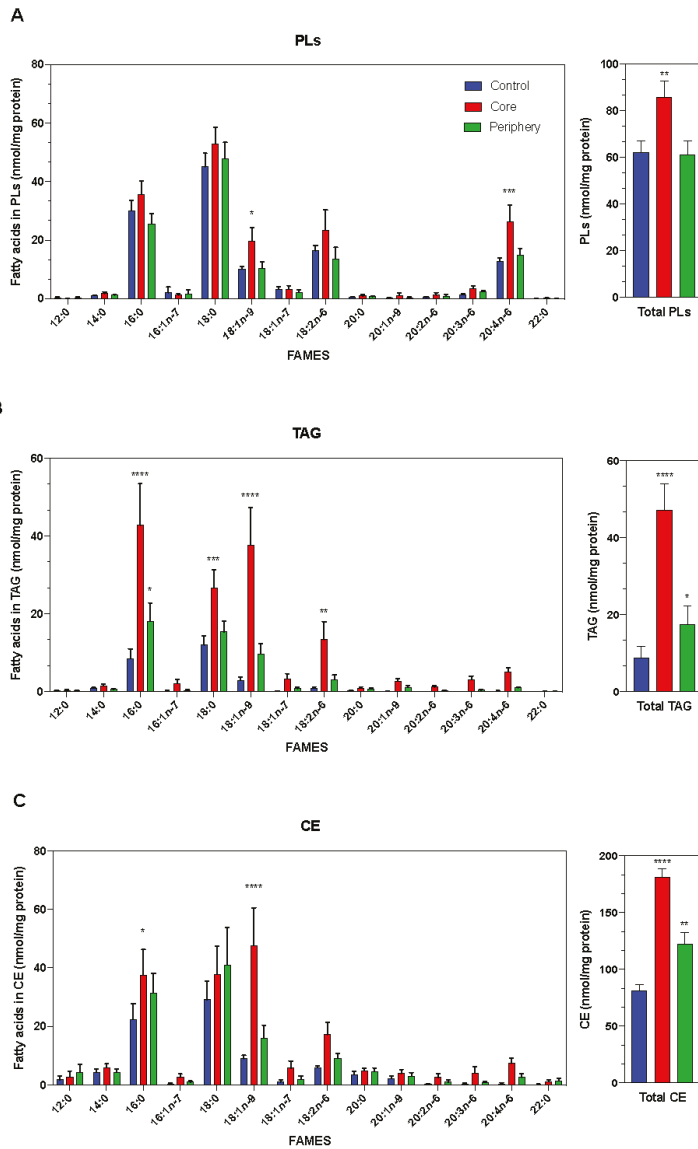 A
PLs
Fatty acids in PLs (nmol/mg protein)
80
60
40
20
0
Control
Core
Periphery
*
***
12:0
14:0
16:0
16:1n-7
18:0
18:1n-9
18:1n-7
18:2n-6
20:0
20:1n-9
20:2n-6
20:3n-6
20:4n-6
22:0
FAMES
PLs (nmol/mg protein)
100
80
60
40
20
0
**
Total PLs
B
TAG
Fatty acids in TAG (nmol/mg protein)
60
40
20
0
****
*
***
****
**
12:0
14:0
16:0
16:1n-7
18:0
18:1n-9
18:1n-7
18:2n-6
20:0
20:1n-9
20:2n-6
20:3n-6
20:4n-6
22:0
FAMES
TAG (nmol/mg protein)
60
40
20
0
****
*
Total TAG
C
CE
Fatty acids in CE (nmol/mg protein)
80
60
40
20
0
*
****
12:0
14:0
16:0
16:1n-7
18:0
18:1n-9
18:1n-7
18:2n-6
20:0
20:1n-9
20:2n-6
20:3n-6
20:4n-6
22:0
FAMES
CE (nmol/mg protein)
200
150
100
50
0
****
**
Total CE